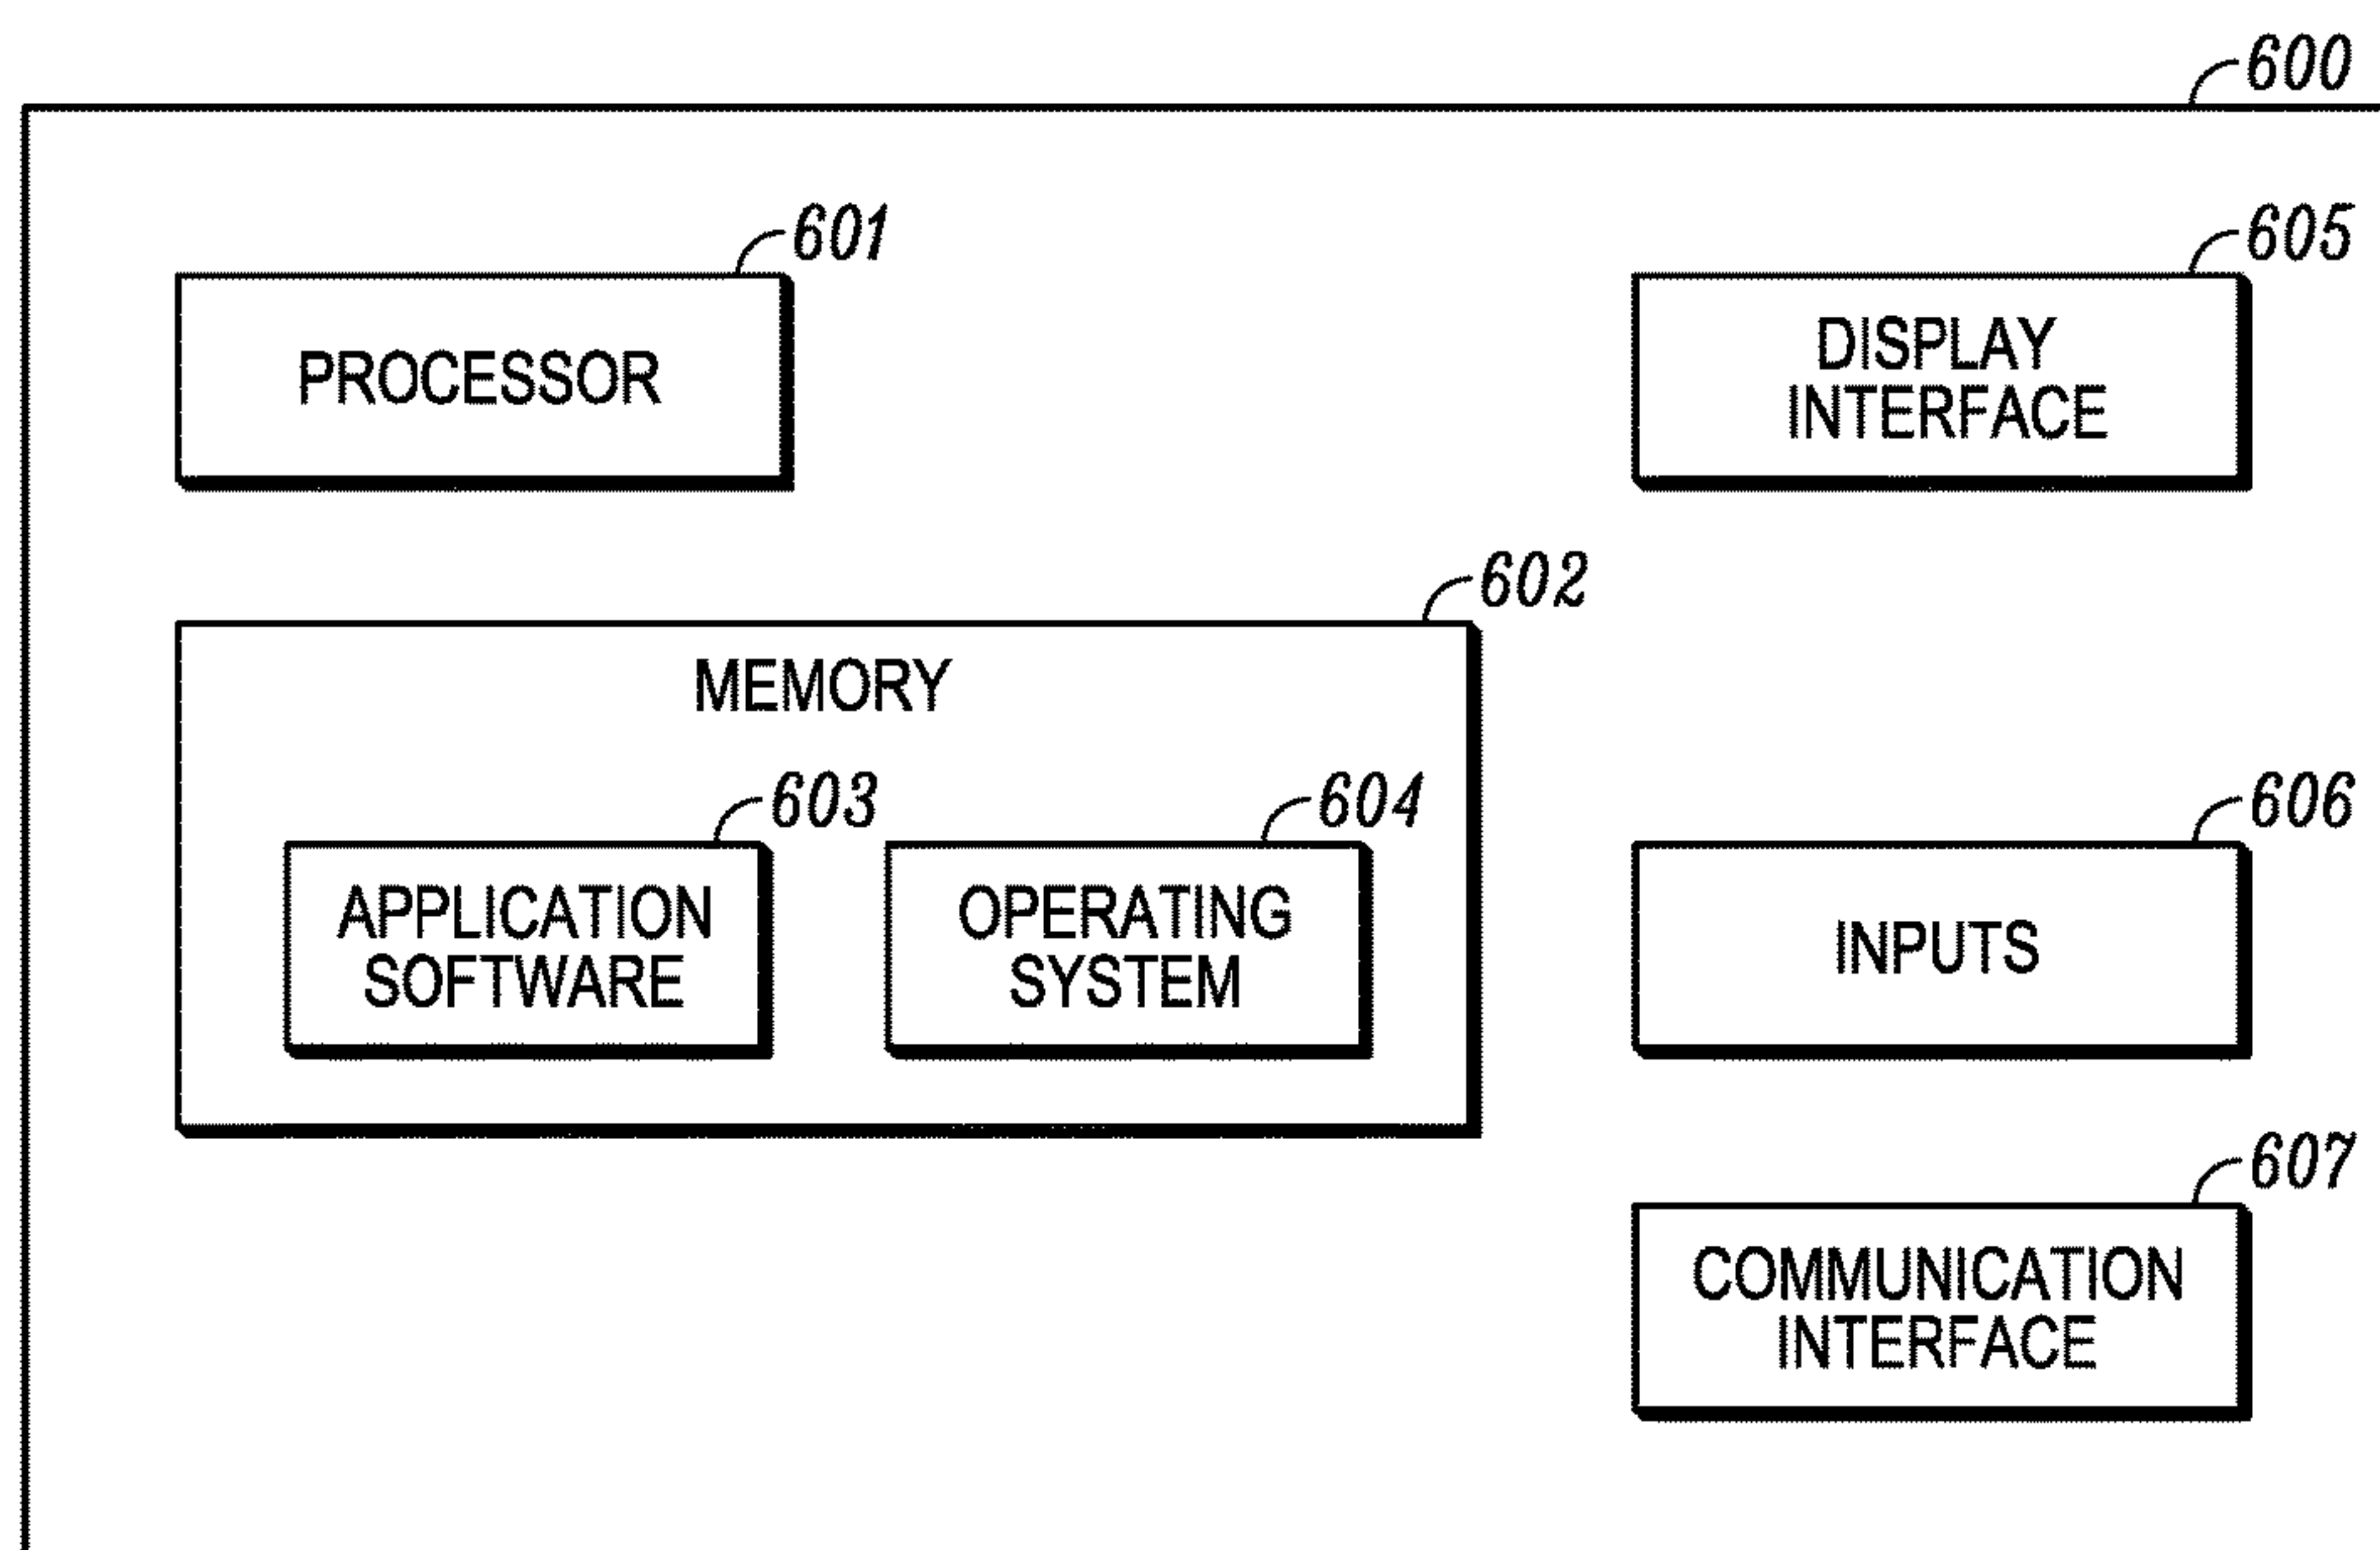 600
601
PROCESSOR
605
DISPLAY
INTERFACE
602
MEMORY
603
APPLICATION
SOFTWARE
604
OPERATING
SYSTEM
606
INPUTS
607
COMMUNICATION
INTERFACE